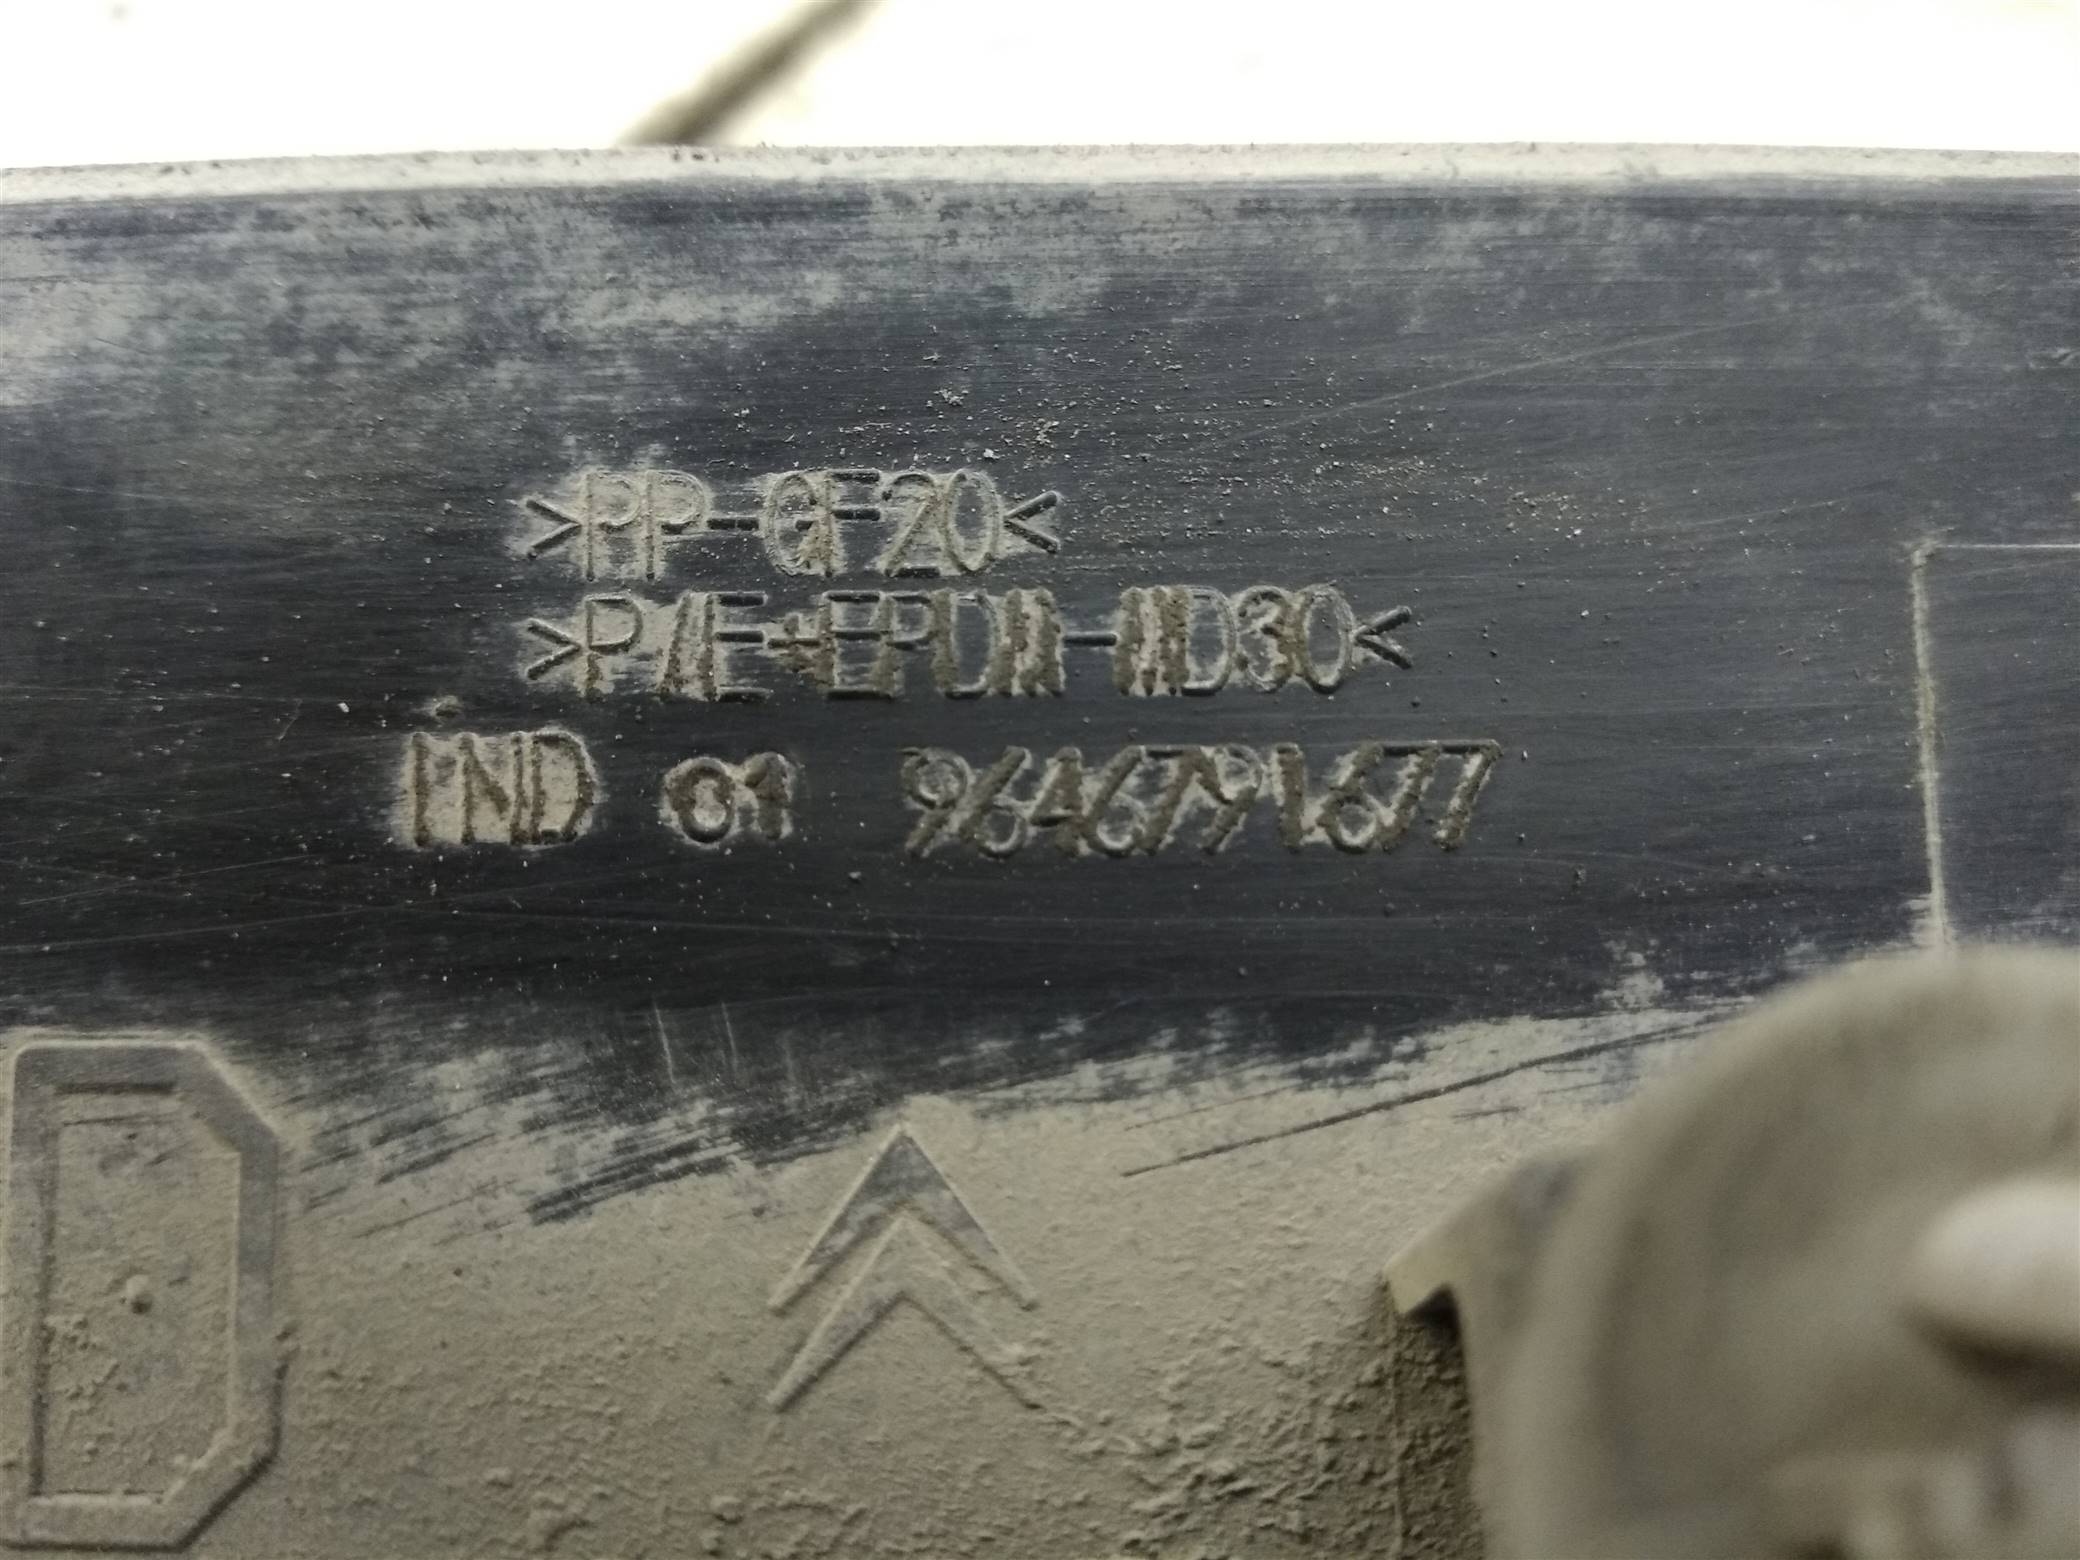 >PP-GF20<
>P/E+EPDM-MD30<
IND 01 9646791677
D